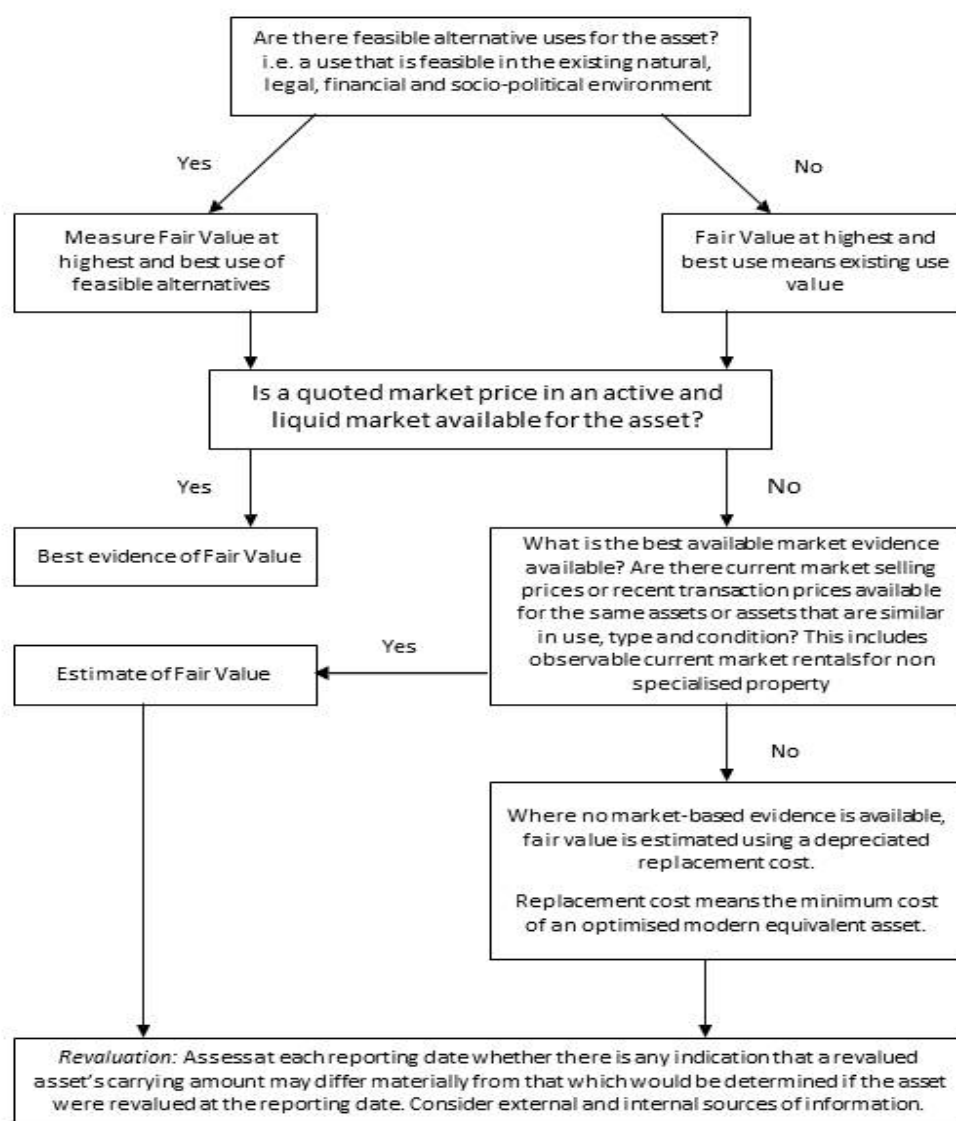 Are there feasible alternative uses for the asset?
i.e. a use that is feasible in the existing natural,
legal, financial and socio-political environment
Yes
No
Measure Fair Value at
highest and best use of
feasible alternatives
Fair Value at highest and
best use means existing use
value
Is a quoted market price in an active and
liquid market available for the asset?
Yes
No
Best evidence of Fair Value
What is the best available market evidence
available? Are there current market selling
prices or recent transaction prices available
for the same assets or assets that are similar
in use, type and condition? This includes
observable current market rentals for non
specialised property
Yes
Estimate of Fair Value
No
Where no market-based evidence is available,
fair value is estimated using a depreciated
replacement cost.
Replacement cost means the minimum cost
of an optimised modern equivalent asset.
Revaluation: Assess at each reporting date whether there is any indication that a revalued
asset's carrying amount may differ materially from that which would be determined if the asset
were revalued at the reporting date. Consider external and internal sources of information.